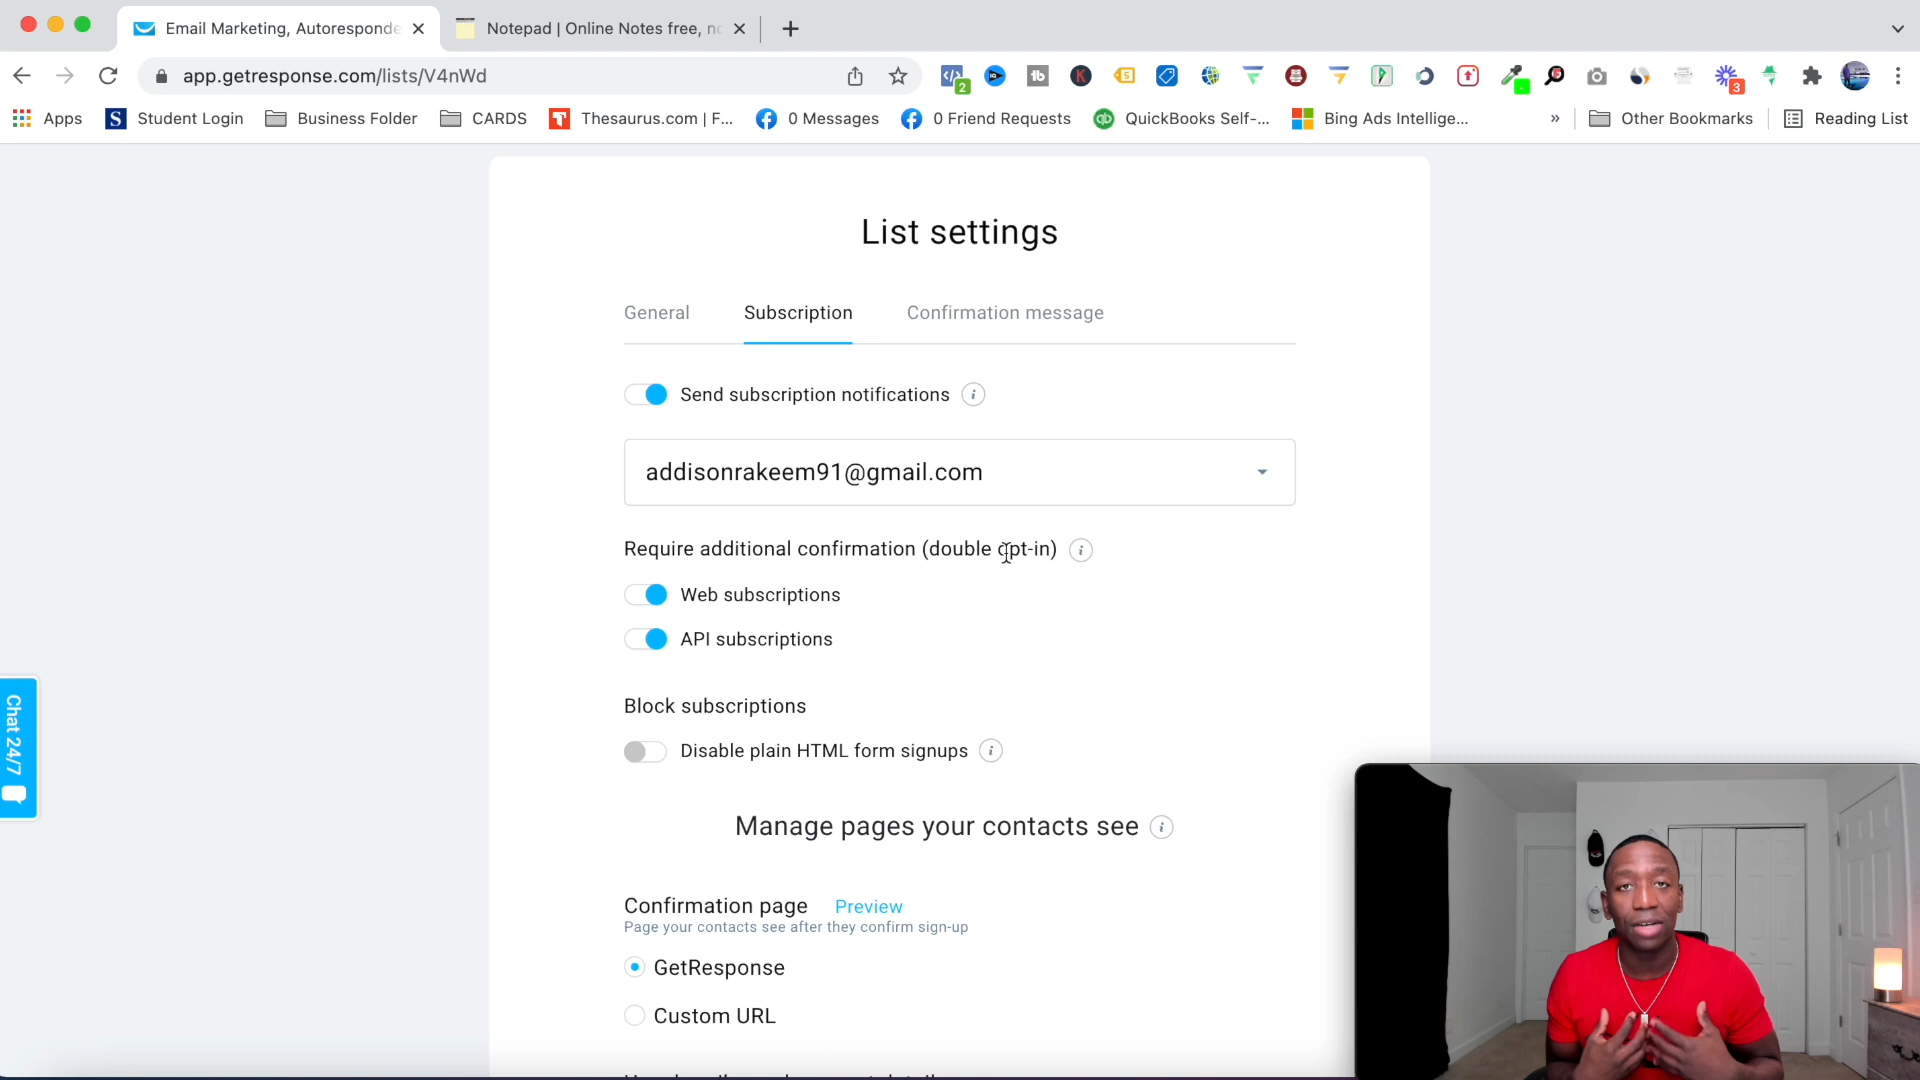 Email Marketing, Autoresponde
Notepad | Online Notes free, no
app.getresponse.com/lists/V4nWd
2
3
Apps
Student Login
Business Folder
CARDS
Thesaurus.com | F...
0 Messages
0 Friend Requests
QuickBooks Self-...
Bing Ads Intellige...
»
Other Bookmarks
Reading List
List settings
General
Subscription
Confirmation message
Send subscription notifications
addisonrakeem91@gmail.com
Require additional confirmation (double opt-in)
Web subscriptions
API subscriptions
Block subscriptions
Disable plain HTML form signups
Manage pages your contacts see
Confirmation page
Preview
Page your contacts see after they confirm sign-up
GetResponse
Custom URL
Chat 24/7